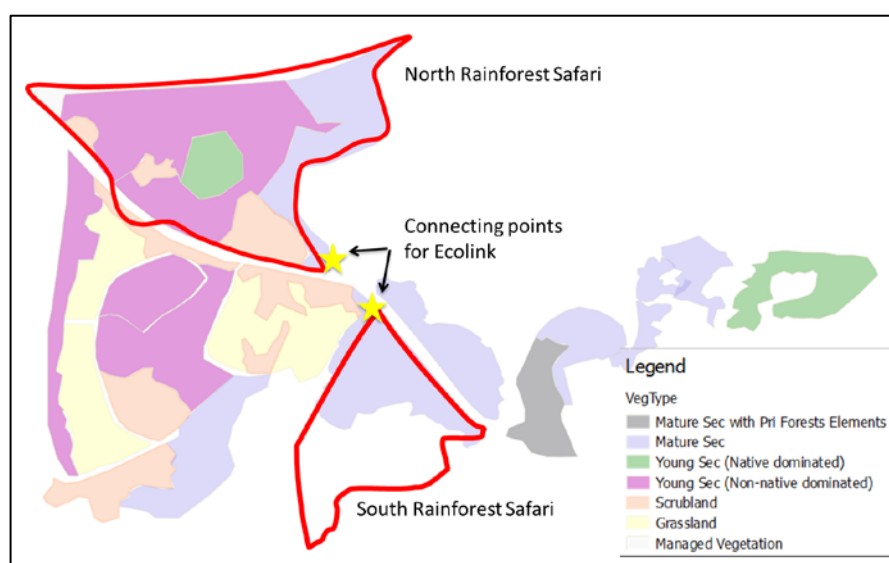 North Rainforest Safari
Connecting points
for Ecolink
South Rainforest Safari
Legend
VegType
Mature Sec with Pri Forests Elements
Mature Sec
Young Sec (Native dominated)
Young Sec (Non-native dominated)
Scrubland
Grassland
Managed Vegetation